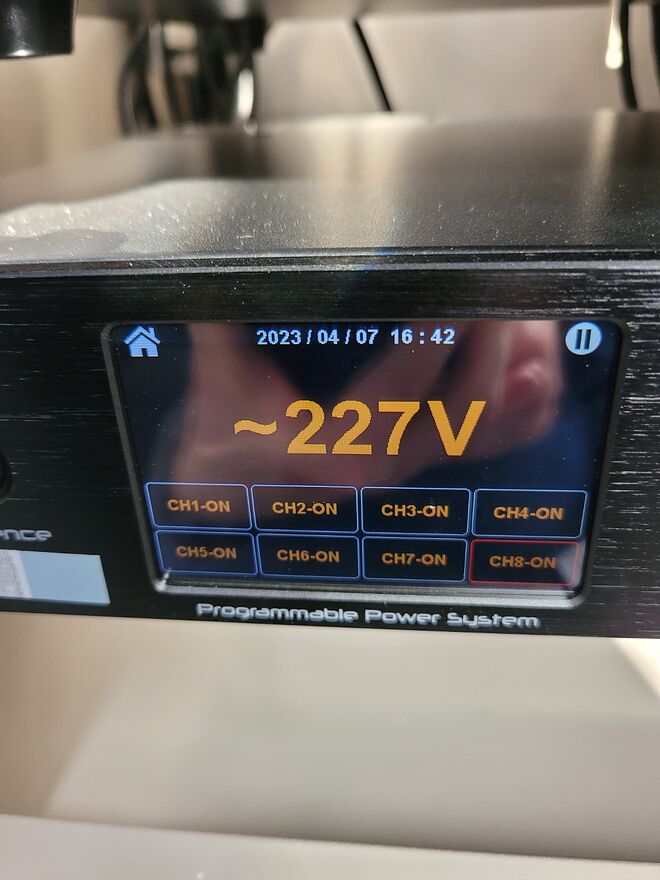 2023/04/07 16:42
~227V
CH1-ON CH2-ON CH3-ON CH4-ON
CH5-ON CH6-ON CH7-ON CH8-ON
Programmable Power System